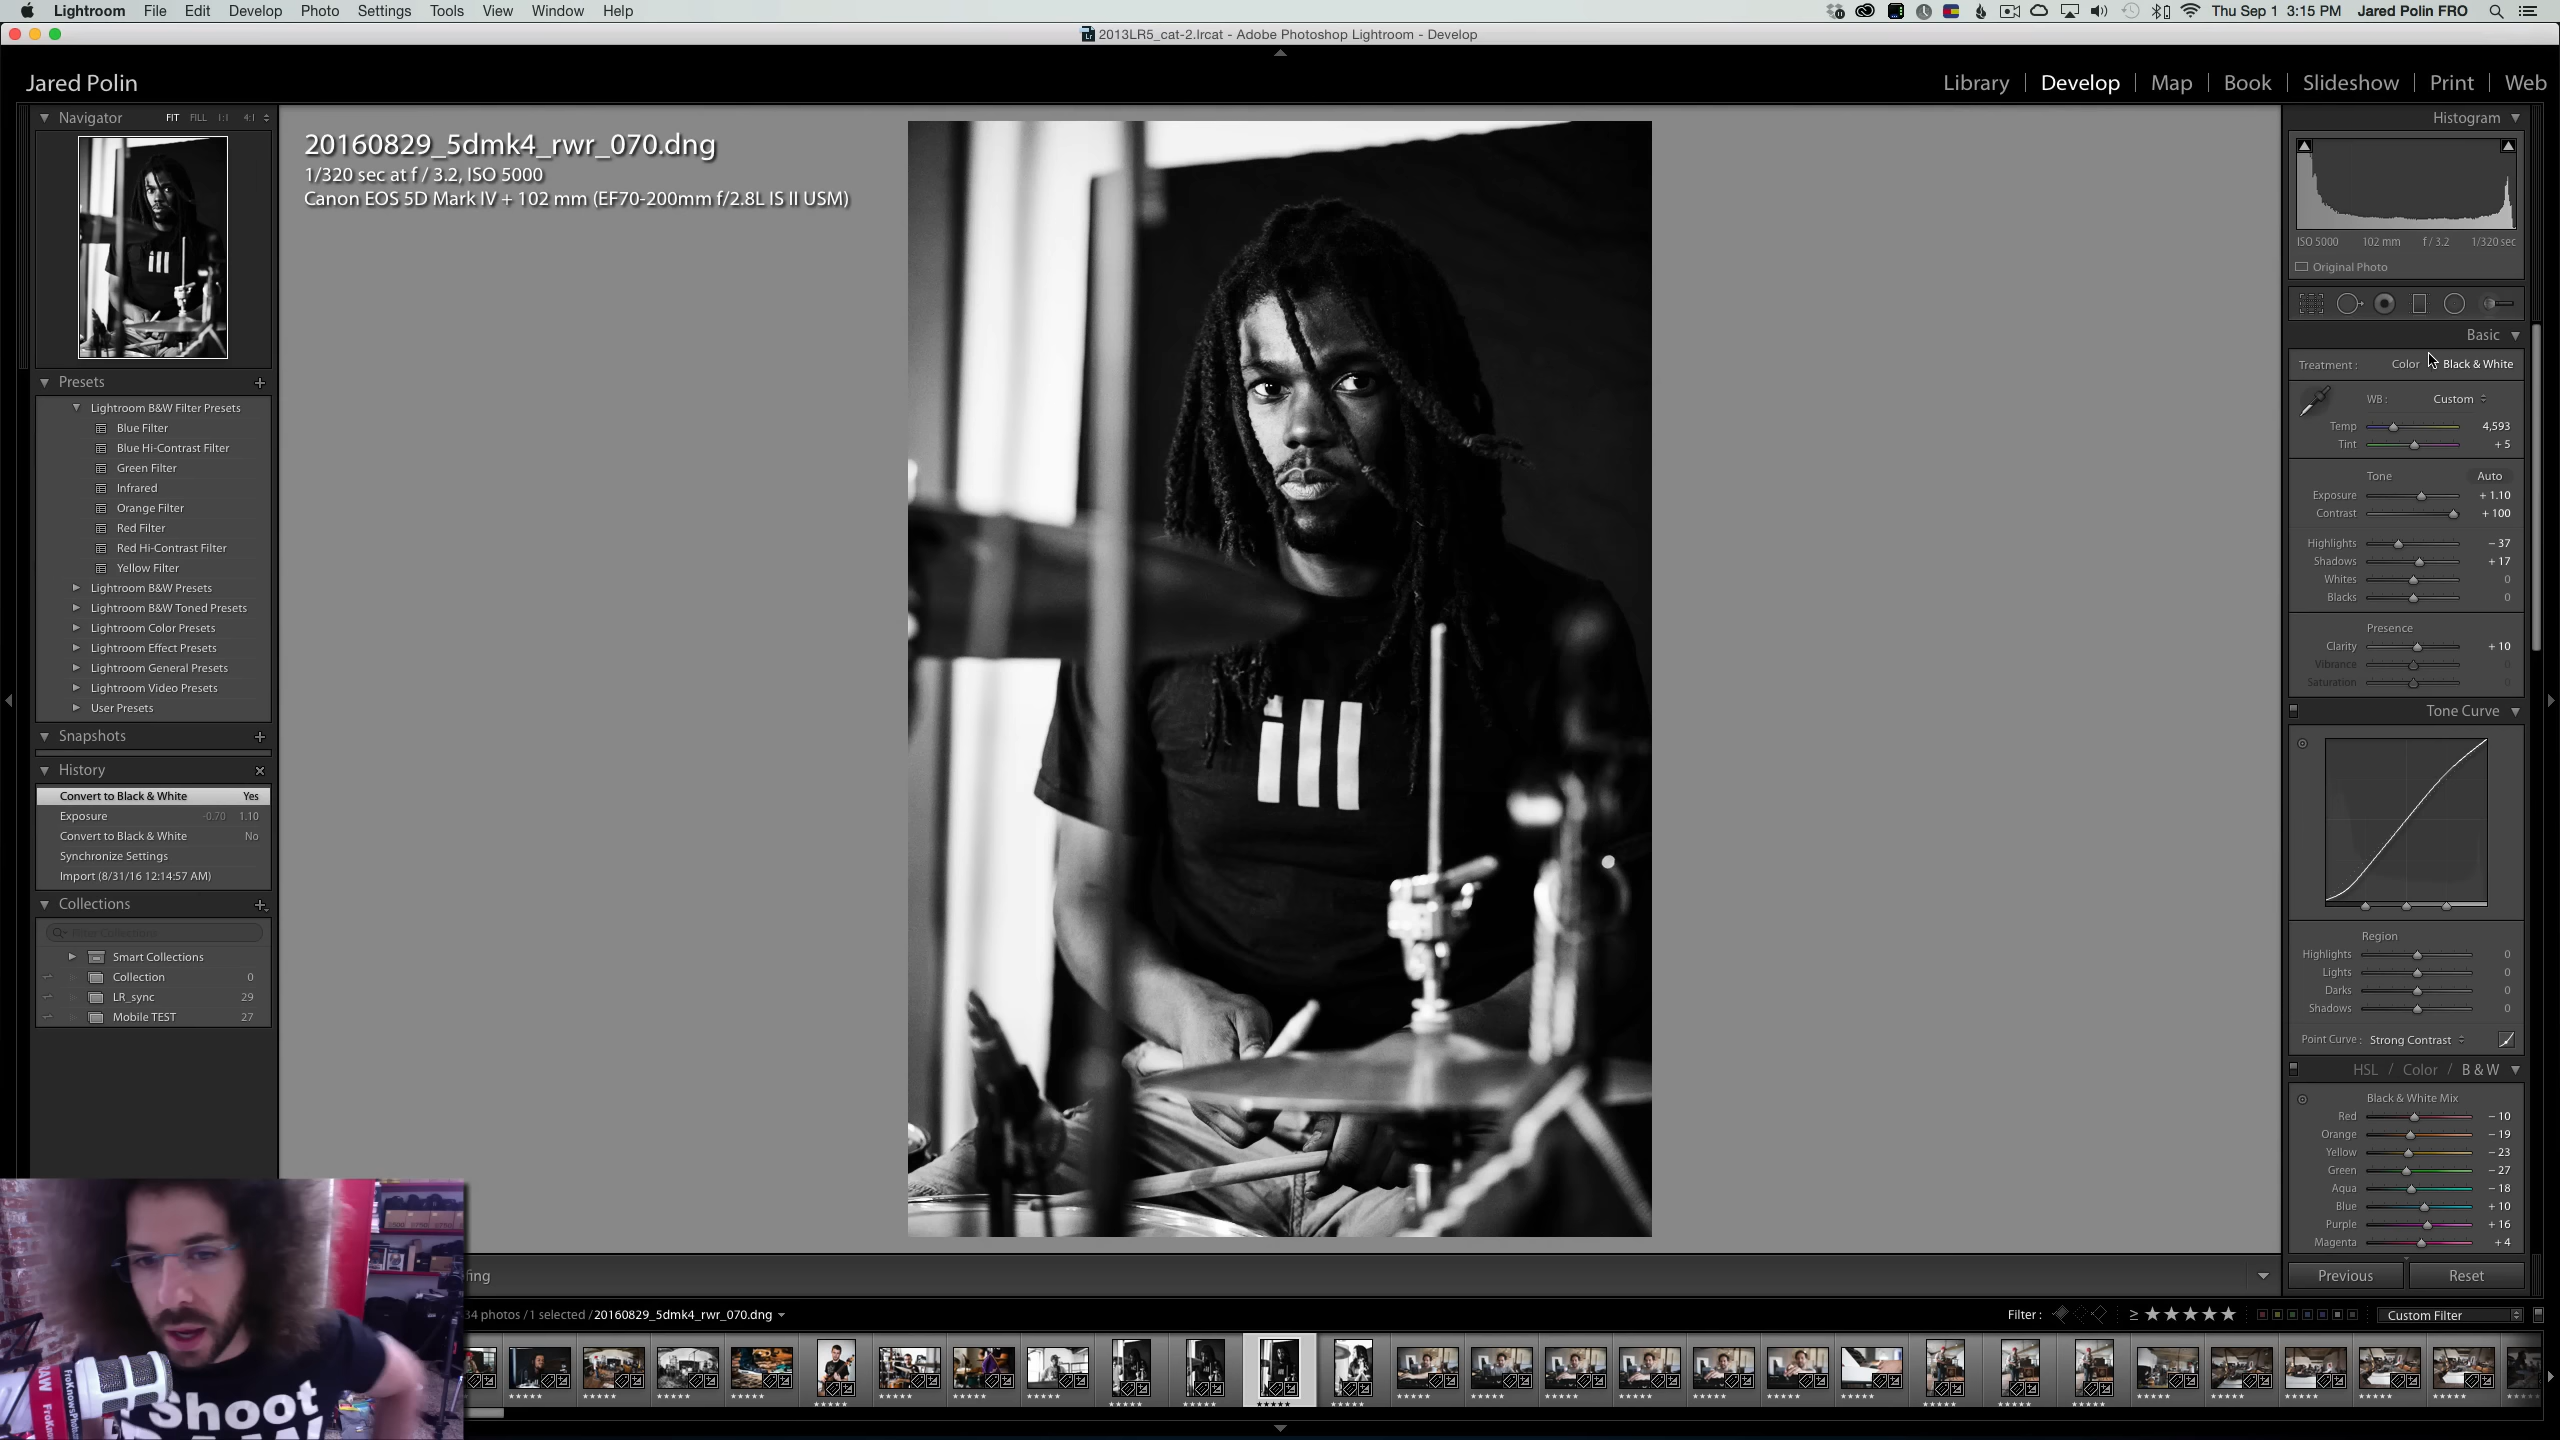 Lightroom File Edit Develop Photo Settings Tools View Window Help Thu Sep 1 3:15 PM Jared Polin FRO
2013LR5_cat-2.lrcat - Adobe Photoshop Lightroom - Develop
Jared Polin
Library | Develop | Map | Book | Slideshow | Print | Web
Navigator FIT FILL 1:1 4:1
Presets
Lightroom B&W Filter Presets
Blue Filter
Blue Hi-Contrast Filter
Green Filter
Infrared
Orange Filter
Red Filter
Red Hi-Contrast Filter
Yellow Filter
Lightroom B&W Presets
Lightroom B&W Toned Presets
Lightroom Color Presets
Lightroom Effect Presets
Lightroom General Presets
Lightroom Video Presets
User Presets
Snapshots
History
Convert to Black & White Yes
Exposure -0.70 1.10
Convert to Black & White No
Synchronize Settings
Import (8/31/16 12:14:57 AM)
Collections
Filter Collections
Smart Collections
Collection 0
LR_sync 29
Mobile TEST 27
20160829_5dmk4_rwr_070.dng
1/320 sec at f / 3.2, ISO 5000
Canon EOS 5D Mark IV + 102 mm (EF70-200mm f/2.8L IS II USM)
ill
Histogram
ISO 5000 102 mm f / 3.2 1/320 sec
Original Photo
Basic
Treatment : Color Black & White
WB : Custom
Temp 4,593
Tint + 5
Tone Auto
Exposure + 1.10
Contrast + 100
Highlights − 37
Shadows + 17
Whites 0
Blacks 0
Presence
Clarity + 10
Vibrance 0
Saturation 0
Tone Curve
Region
Highlights 0
Lights 0
Darks 0
Shadows 0
Point Curve : Strong Contrast
HSL / Color / B & W
Black & White Mix
Red − 10
Orange − 19
Yellow − 23
Green − 27
Aqua − 18
Blue + 10
Purple + 16
Magenta + 4
Previous Reset
fing
34 photos / 1 selected / 20160829_5dmk4_rwr_070.dng
Filter : ≥ ★★★★★ Custom Filter
Shoot
RAW